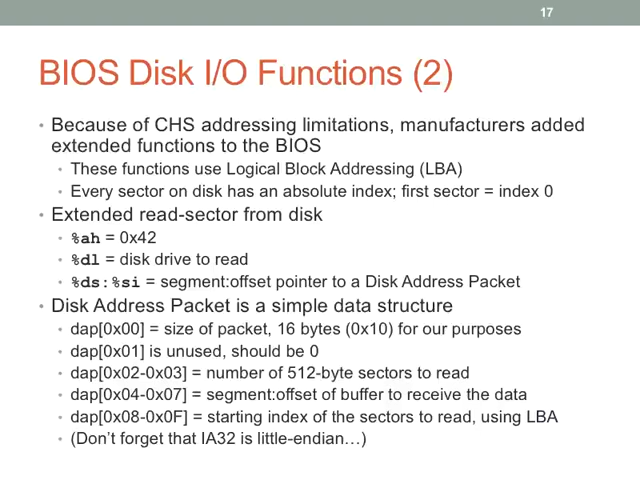 17
BIOS Disk I/O Functions (2)
• Because of CHS addressing limitations, manufacturers added
extended functions to the BIOS
• These functions use Logical Block Addressing (LBA)
• Every sector on disk has an absolute index; first sector = index 0
• Extended read-sector from disk
• %ah = 0x42
• %dl = disk drive to read
• %ds:%si = segment:offset pointer to a Disk Address Packet
• Disk Address Packet is a simple data structure
• dap[0x00] = size of packet, 16 bytes (0x10) for our purposes
• dap[0x01] is unused, should be 0
• dap[0x02-0x03] = number of 512-byte sectors to read
• dap[0x04-0x07] = segment:offset of buffer to receive the data
• dap[0x08-0x0F] = starting index of the sectors to read, using LBA
• (Don’t forget that IA32 is little-endian…)